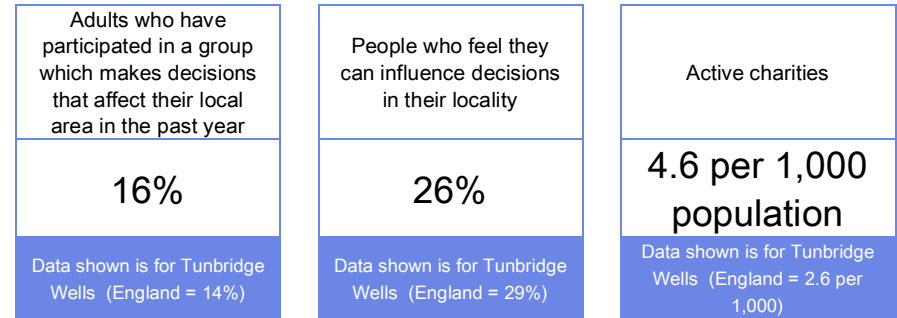 Adults who have
participated in a group
which makes decisions
that affect their local
area in the past year
16%
Data shown is for Tunbridge
Wells (England = 14%)
People who feel they
can influence decisions
in their locality
26%
Data shown is for Tunbridge
Wells (England = 29%)
Active charities
4.6 per 1,000
population
Data shown is for Tunbridge
Wells (England = 2.6 per
1,000)